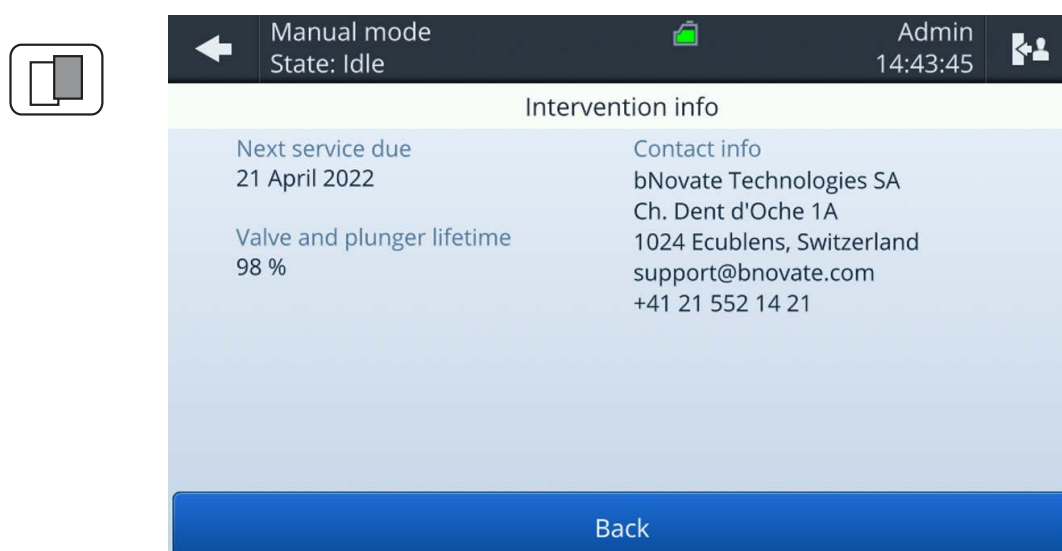 Manual mode
State: Idle
Admin
14:43:45
Intervention info
Next service due
21 April 2022
Valve and plunger lifetime
98 %
Contact info
bNovate Technologies SA
Ch. Dent d'Oche 1A
1024 Ecublens, Switzerland
support@bnovate.com
+41 21 552 14 21
Back